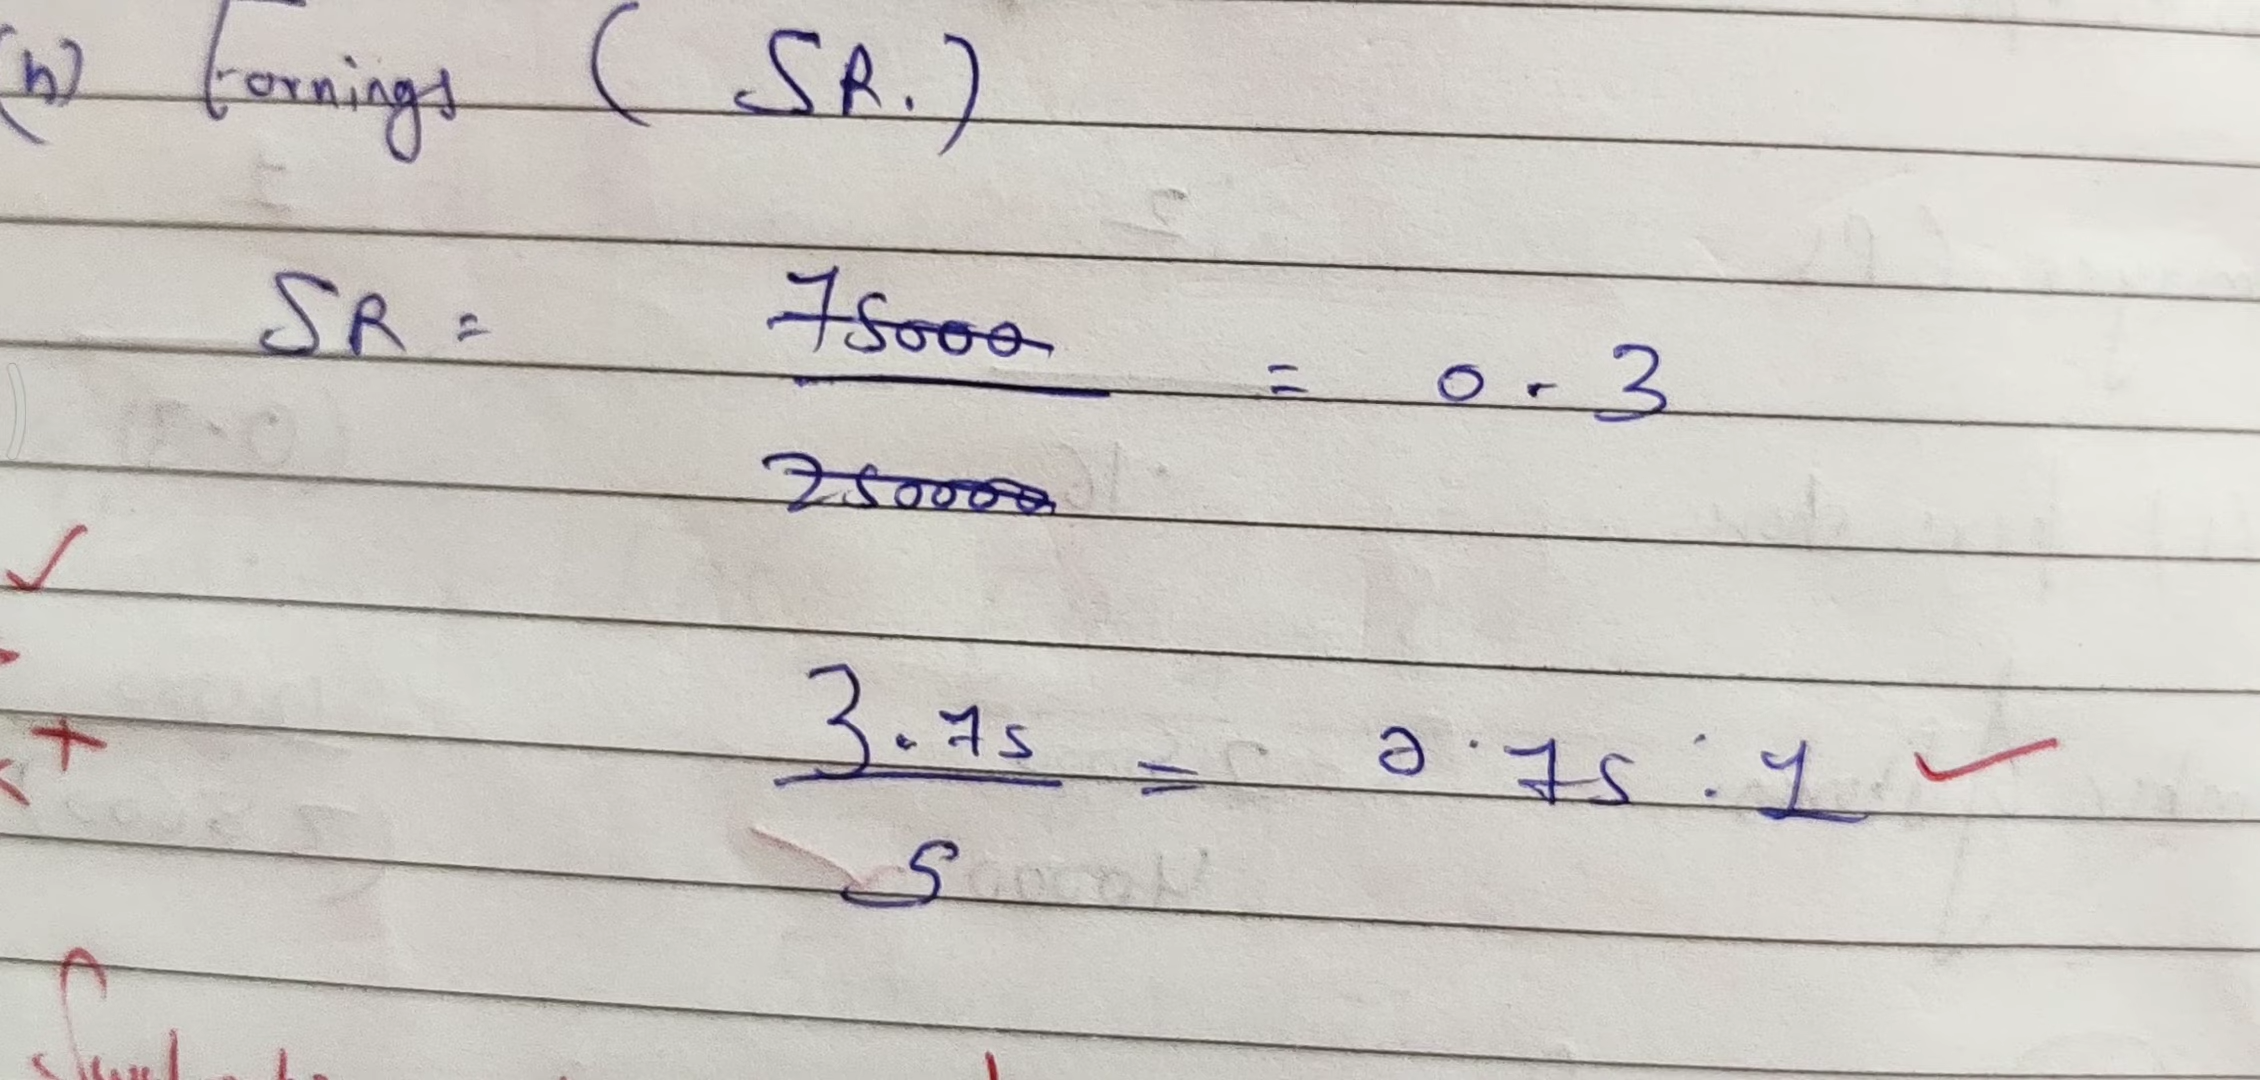 (h) Earnings ( SR. )
SR = 75000
= 0.3
250000
3.75 = 0.75 : 1
5